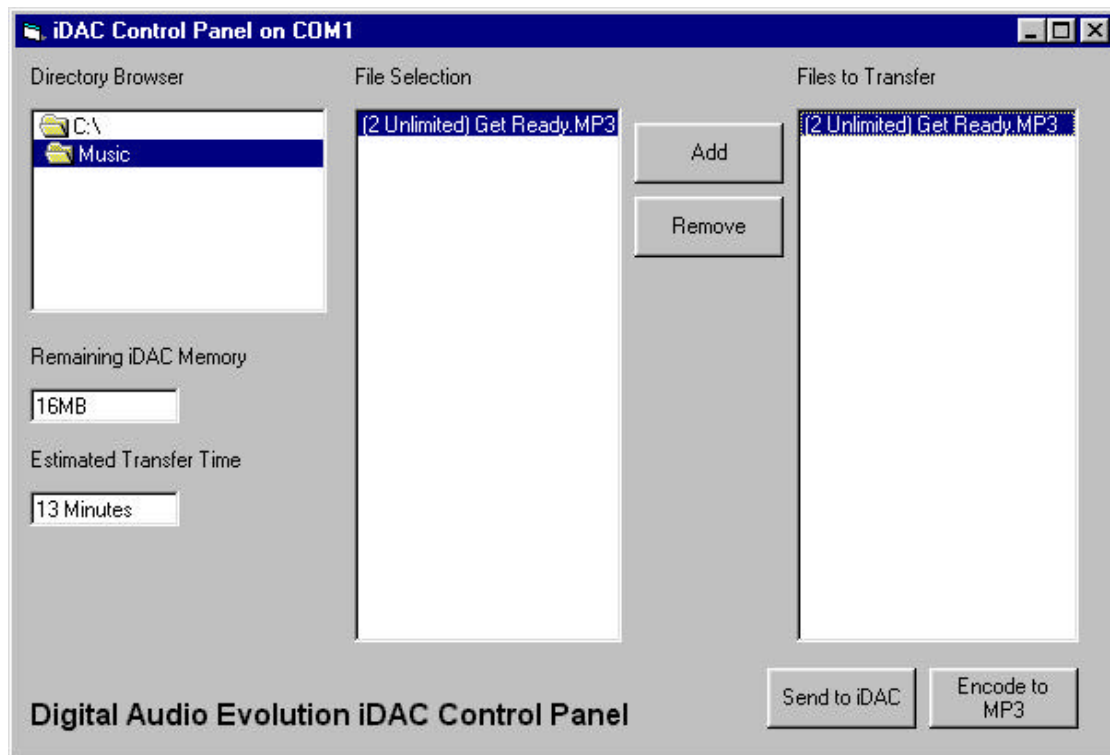 iDAC Control Panel on COM1
Directory Browser
File Selection
Files to Transfer
C:\
Music
(2 Unlimited) Get Ready.MP3
Add
Remove
(2 Unlimited) Get Ready.MP3
Remaining iDAC Memory
16MB
Estimated Transfer Time
13 Minutes
Send to iDAC
Encode to
MP3
Digital Audio Evolution iDAC Control Panel